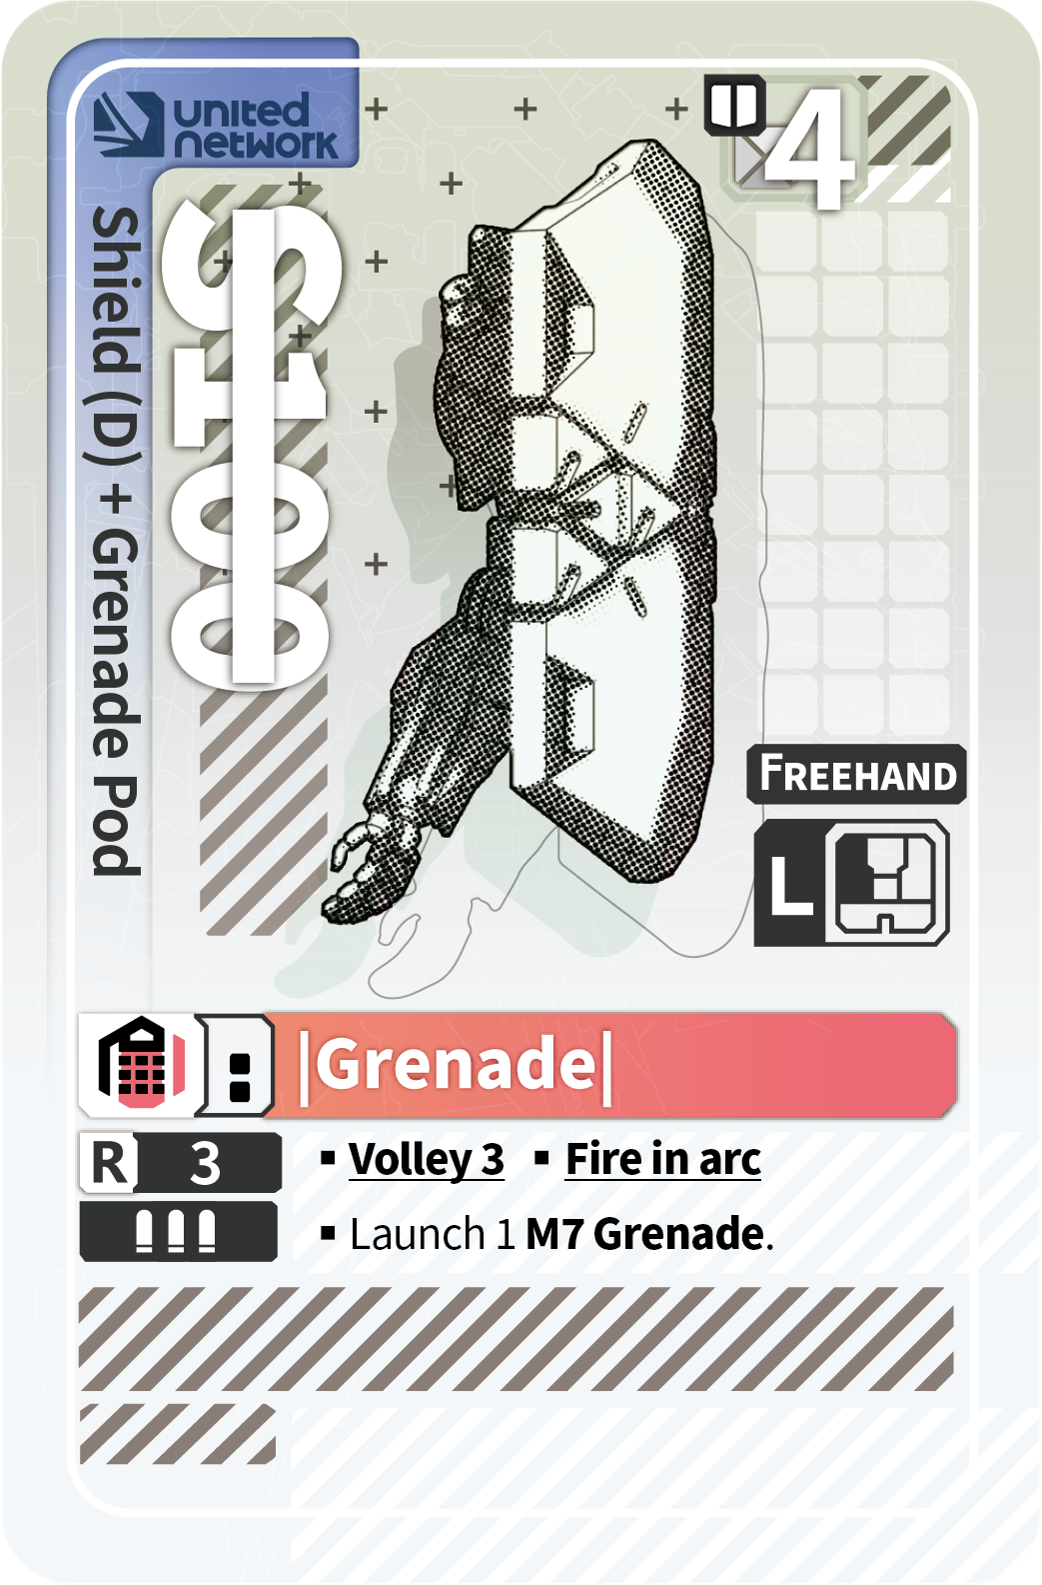 UNITED
NETWORK
4
S100
Shield (D) + Grenade Pod
FREEHAND
L
|Grenade|
R 3
▪ Volley 3 ▪ Fire in arc
▪ Launch 1 M7 Grenade.